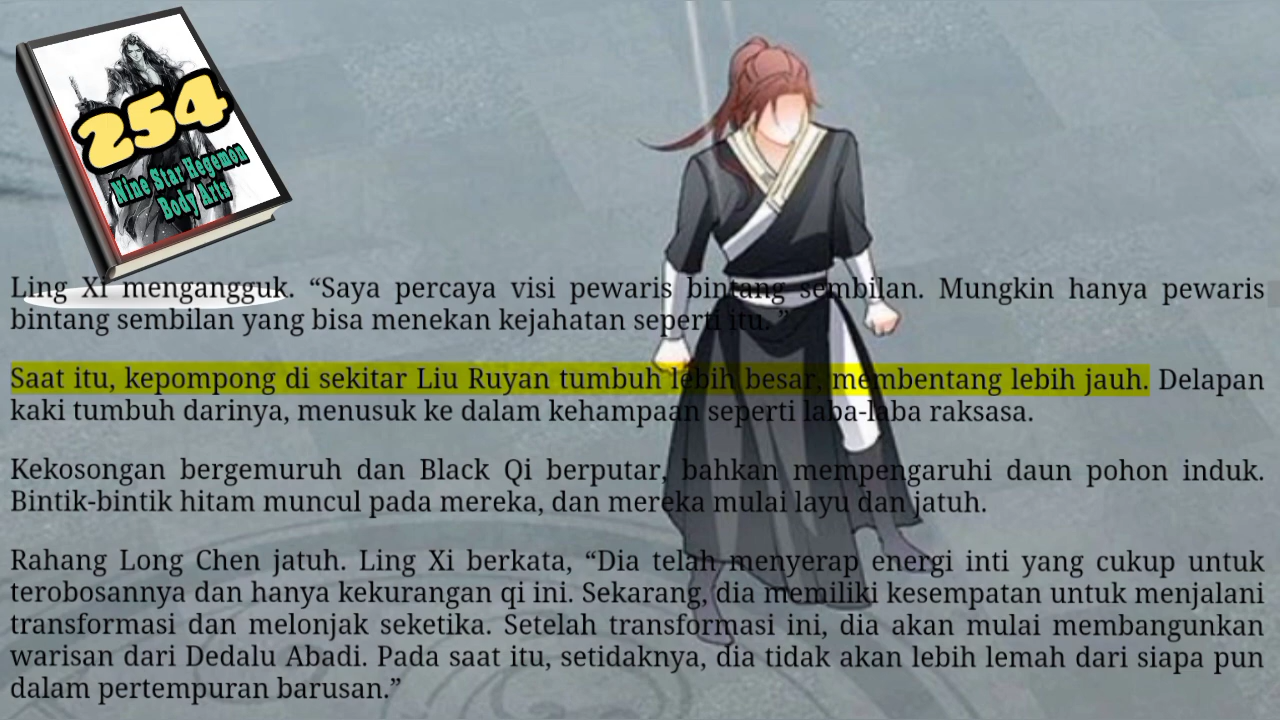 254
Nine Star Hegemon
Body Arts
Ling Xi mengangguk. “Saya percaya visi pewaris bintang sembilan. Mungkin hanya pewaris
bintang sembilan yang bisa menekan kejahatan seperti itu. ”
Saat itu, kepompong di sekitar Liu Ruyan tumbuh lebih besar, membentang lebih jauh. Delapan
kaki tumbuh darinya, menusuk ke dalam kehampaan seperti laba-laba raksasa.
Kekosongan bergemuruh dan Black Qi berputar, bahkan mempengaruhi daun pohon induk.
Bintik-bintik hitam muncul pada mereka, dan mereka mulai layu dan jatuh.
Rahang Long Chen jatuh. Ling Xi berkata, “Dia telah menyerap energi inti yang cukup untuk
terobosannya dan hanya kekurangan qi ini. Sekarang, dia memiliki kesempatan untuk menjalani
transformasi dan melonjak seketika. Setelah transformasi ini, dia akan mulai membangunkan
warisan dari Dedalu Abadi. Pada saat itu, setidaknya, dia tidak akan lebih lemah dari siapa pun
dalam pertempuran barusan.”